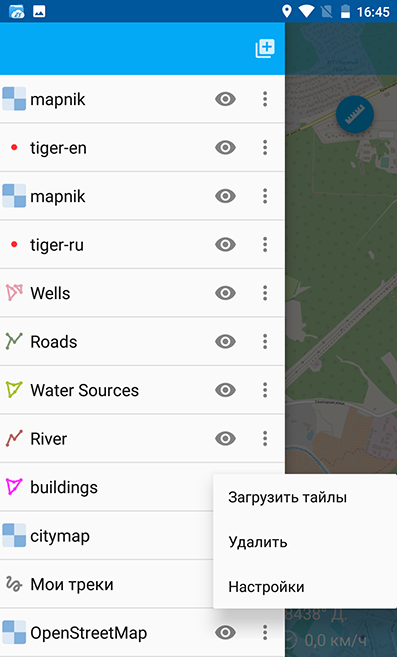 16:45
mapnik
tiger-en
mapnik
tiger-ru
Wells
Roads
Water Sources
River
buildings
Загрузить тайлы
citymap
Удалить
Мои треки
Настройки
3438" Д.
OpenStreetMap
0,0 км/ч